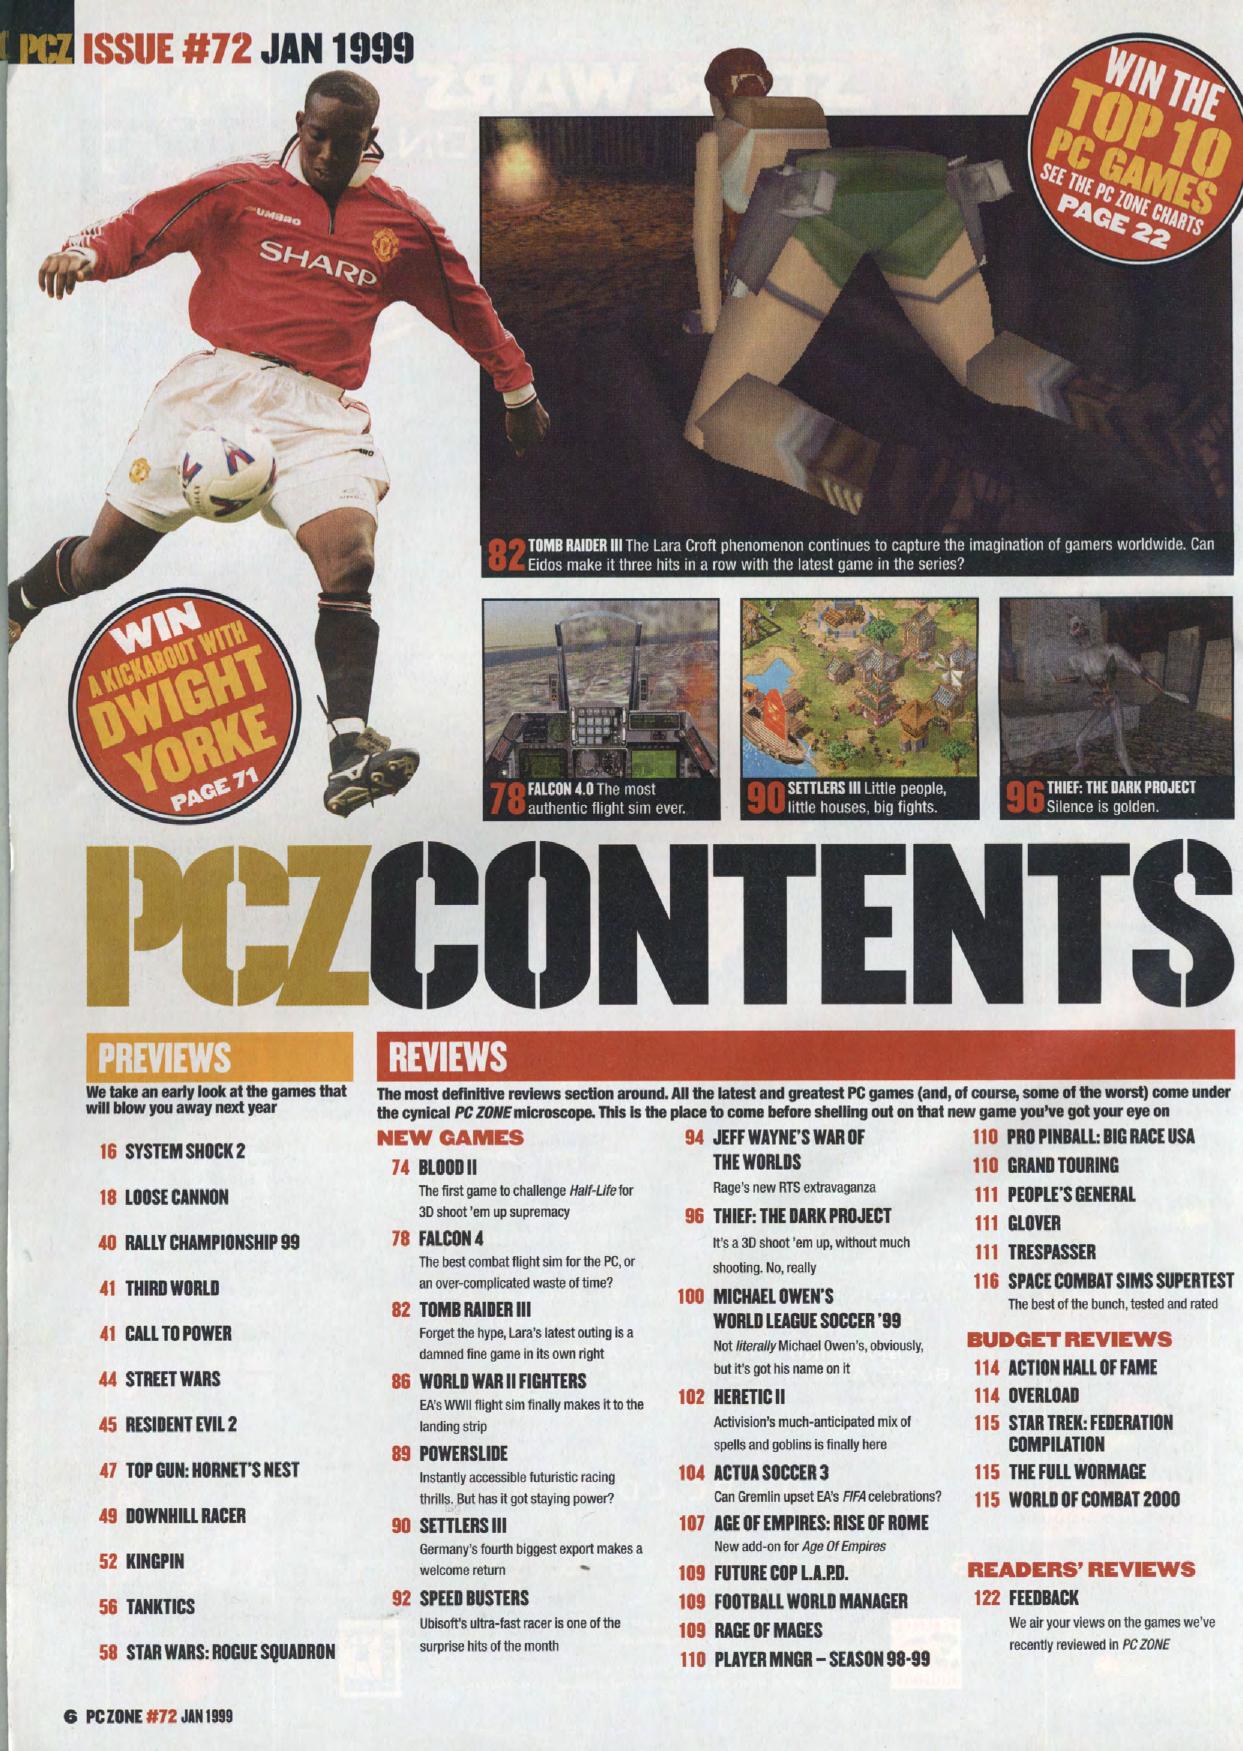 PCZ ISSUE #72 JAN 1999
UMBRO
SHARP
WIN THE
TOP 10
PC GAMES
SEE THE PC ZONE CHARTS
PAGE 22
82 TOMB RAIDER III The Lara Croft phenomenon continues to capture the imagination of gamers worldwide. Can
Eidos make it three hits in a row with the latest game in the series?
WIN
A KICKABOUT WITH
DWIGHT
YORKE
PAGE 71
78 FALCON 4.0 The most
authentic flight sim ever.
90 SETTLERS III Little people,
little houses, big fights.
96 THIEF: THE DARK PROJECT
Silence is golden.
PCZCONTENTS
PREVIEWS
We take an early look at the games that
will blow you away next year
16 SYSTEM SHOCK 2
18 LOOSE CANNON
40 RALLY CHAMPIONSHIP 99
41 THIRD WORLD
41 CALL TO POWER
44 STREET WARS
45 RESIDENT EVIL 2
47 TOP GUN: HORNET'S NEST
49 DOWNHILL RACER
52 KINGPIN
56 TANKTICS
58 STAR WARS: ROGUE SQUADRON
REVIEWS
The most definitive reviews section around. All the latest and greatest PC games (and, of course, some of the worst) come under
the cynical PC ZONE microscope. This is the place to come before shelling out on that new game you've got your eye on
NEW GAMES
74 BLOOD II
The first game to challenge Half-Life for
3D shoot 'em up supremacy
78 FALCON 4
The best combat flight sim for the PC, or
an over-complicated waste of time?
82 TOMB RAIDER III
Forget the hype, Lara's latest outing is a
damned fine game in its own right
86 WORLD WAR II FIGHTERS
EA's WWII flight sim finally makes it to the
landing strip
89 POWERSLIDE
Instantly accessible futuristic racing
thrills. But has it got staying power?
90 SETTLERS III
Germany's fourth biggest export makes a
welcome return
92 SPEED BUSTERS
Ubisoft's ultra-fast racer is one of the
surprise hits of the month
94 JEFF WAYNE'S WAR OF
THE WORLDS
Rage's new RTS extravaganza
96 THIEF: THE DARK PROJECT
It's a 3D shoot 'em up, without much
shooting. No, really
100 MICHAEL OWEN'S
WORLD LEAGUE SOCCER '99
Not literally Michael Owen's, obviously,
but it's got his name on it
102 HERETIC II
Activision's much-anticipated mix of
spells and goblins is finally here
104 ACTUA SOCCER 3
Can Gremlin upset EA's FIFA celebrations?
107 AGE OF EMPIRES: RISE OF ROME
New add-on for Age Of Empires
109 FUTURE COP L.A.P.D.
109 FOOTBALL WORLD MANAGER
109 RAGE OF MAGES
110 PLAYER MNGR – SEASON 98-99
110 PRO PINBALL: BIG RACE USA
110 GRAND TOURING
111 PEOPLE'S GENERAL
111 GLOVER
111 TRESPASSER
116 SPACE COMBAT SIMS SUPERTEST
The best of the bunch, tested and rated
BUDGET REVIEWS
114 ACTION HALL OF FAME
114 OVERLOAD
115 STAR TREK: FEDERATION
COMPILATION
115 THE FULL WORMAGE
115 WORLD OF COMBAT 2000
READERS' REVIEWS
122 FEEDBACK
We air your views on the games we've
recently reviewed in PC ZONE
6 PC ZONE #72 JAN 1999